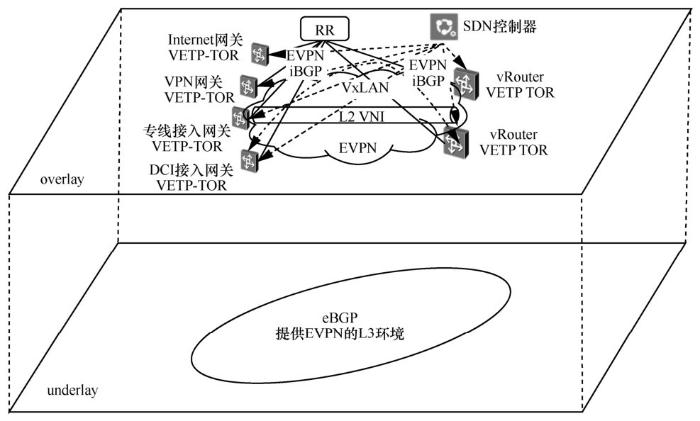 RR
SDN控制器
Internet网关
VETP-TOR
EVPN
iBGP
EVPN
iBGP
vRouter
VETP TOR
VPN网关
VETP-TOR
VxLAN
专线接入网关
VETP-TOR
L2 VNI
vRouter
VETP TOR
EVPN
DCI接入网关
VETP-TOR
overlay
eBGP
提供EVPN的L3环境
underlay